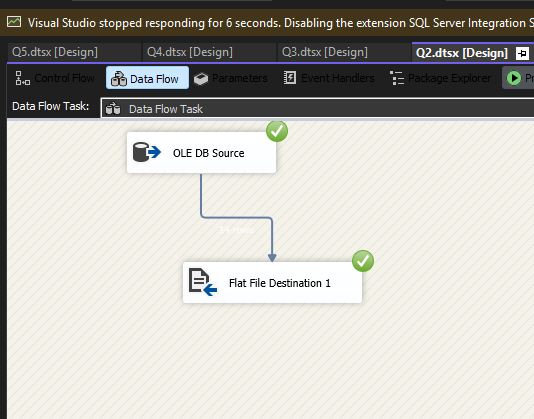 Visual Studio stopped responding for 6 seconds. Disabling the extension SQL Server Integration S
Q5.dtsx [Design] Q4.dtsx [Design] Q3.dtsx [Design] Q2.dtsx [Design]
Control Flow Data Flow Parameters Event Handlers Package Explorer Pr
Data Flow Task: Data Flow Task
OLE DB Source
14 rows
Flat File Destination 1